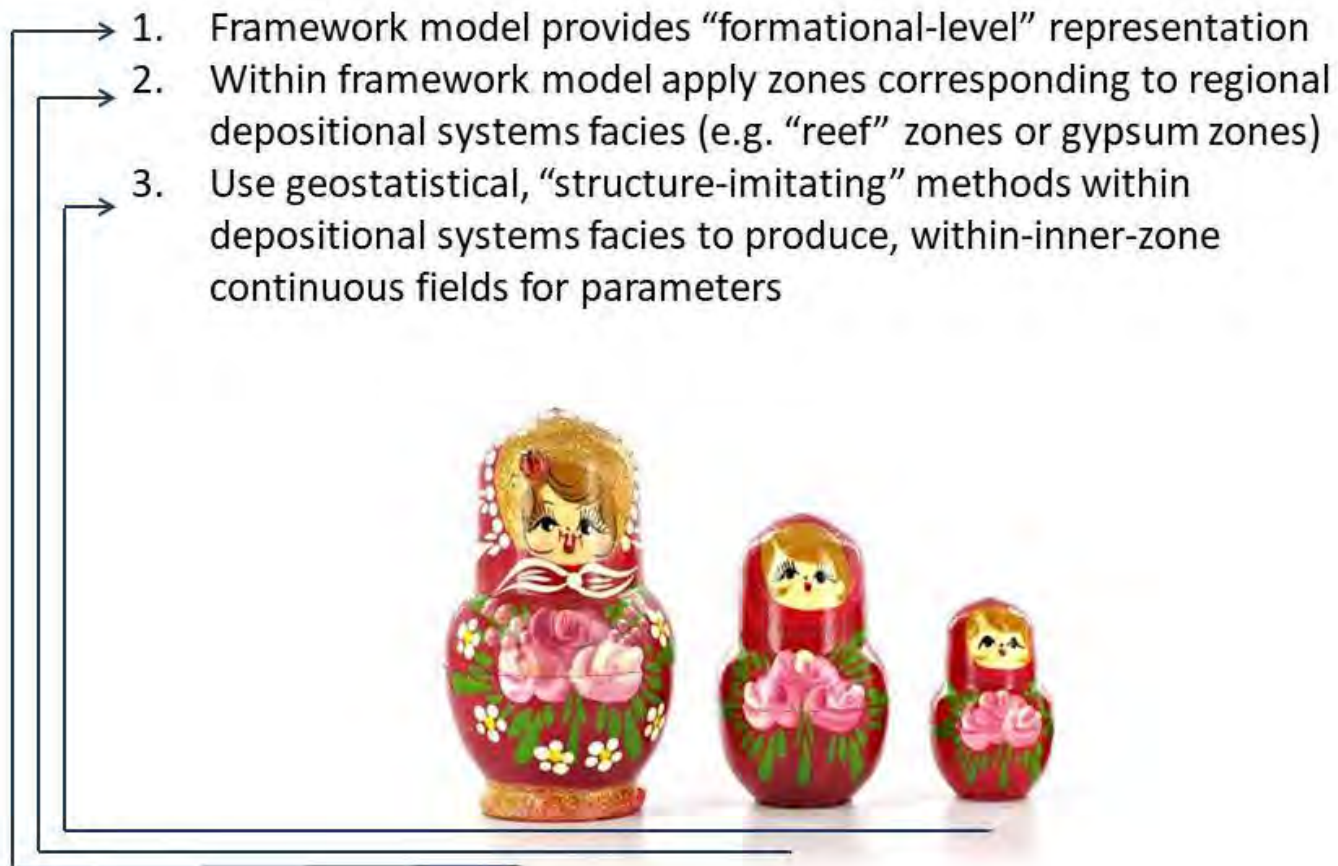 1. Framework model provides “formational-level” representation
2. Within framework model apply zones corresponding to regional
depositional systems facies (e.g. “reef” zones or gypsum zones)
3. Use geostatistical, “structure-imitating” methods within
depositional systems facies to produce, within-inner-zone
continuous fields for parameters